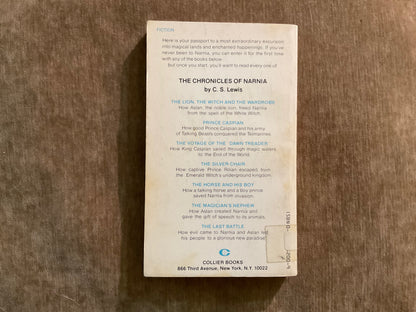 FICTION
Here is your passport to a most extraordinary excursion
into magical lands and enchanted happenings. If you've
never been to Narnia, you can enter it for the first time
with any of the books below.
But once you start, you'll want to read every one of
THE CHRONICLES OF NARNIA
by C. S. Lewis
THE LION, THE WITCH AND THE WARDROBE
How Aslan, the noble lion, freed Narnia
from the spell of the White Witch.
PRINCE CASPIAN
How good Prince Caspian and his army
of Talking Beasts conquered the Telmarines.
THE VOYAGE OF THE 'DAWN TREADER'
How King Caspian sailed through magic waters
to the End of the World.
THE SILVER CHAIR
How captive Prince Rilian escaped from
the Emerald Witch's underground kingdom.
THE HORSE AND HIS BOY
How a talking horse and a Boy prince
saved Narnia from invasion.
THE MAGICIAN'S NEPHEW
How Aslan created Narnia and
gave the gift of speech to its animals.
THE LAST BATTLE
How evil came to Narnia and Aslan led
his people to a glorious new paradise.
COLLIER BOOKS
866 Third Avenue, New York, N.Y. 10022